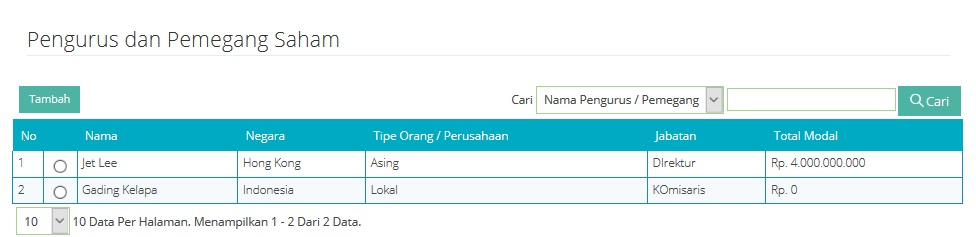 Pengurus dan Pemegang Saham
Tambah Cari Nama Pengurus / Pemegang Cari
No Nama Negara Tipe Orang / Perusahaan Jabatan Total Modal
1 Jet Lee Hong Kong Asing DIrektur Rp. 4.000.000.000
2 Gading Kelapa Indonesia Lokal KOmisaris Rp. 0
10 10 Data Per Halaman. Menampilkan 1 - 2 Dari 2 Data.